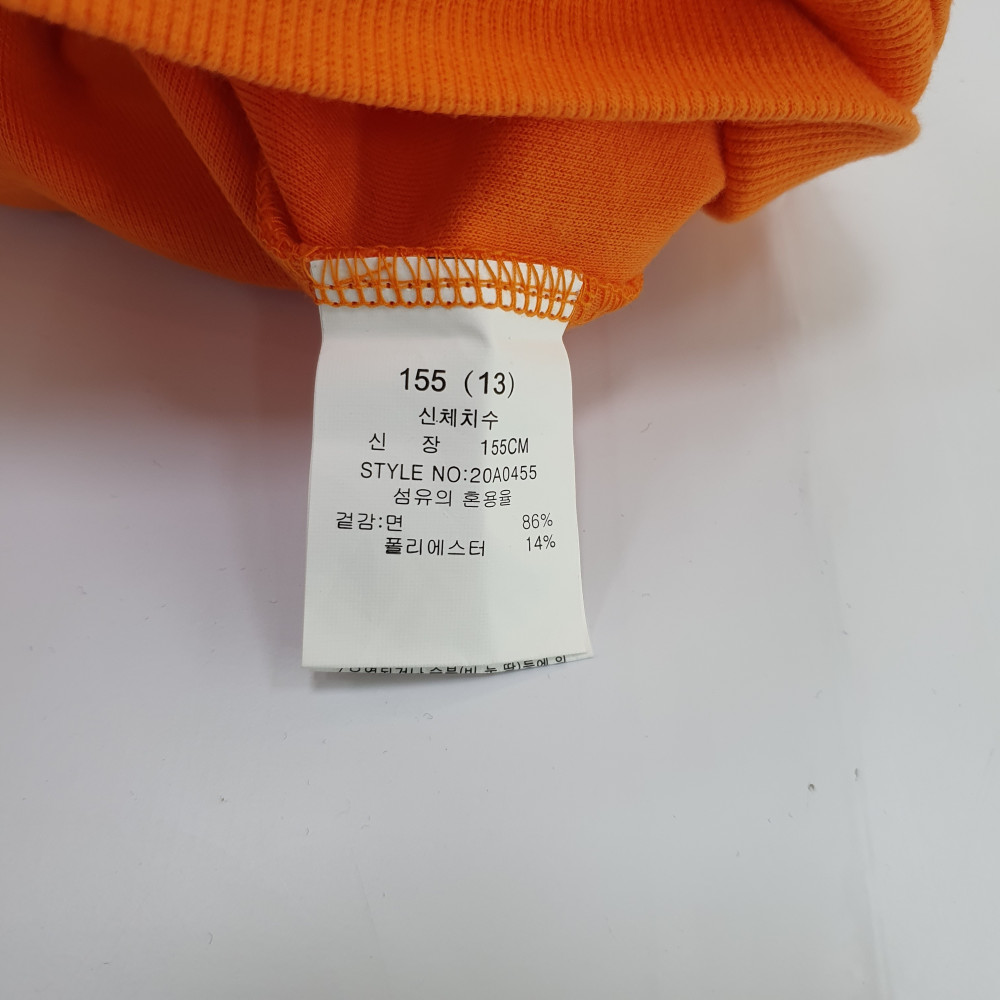 155 (13)
신체치수
신 장 155CM
STYLE NO:20A0455
섬유의 혼용율
겉감:면 86%
폴리에스터 14%